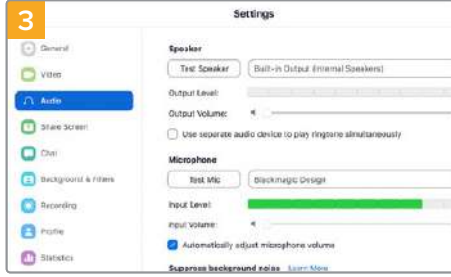 3
Settings
General
Video
Audio
Share Screen
Chat
Background & Filters
Recording
Profile
Statistics
Speaker
Test Speaker
Built-in Output (Internal Speakers)
Output Level:
Output Volume:
Use separate audio device to play ringtone simultaneously
Microphone
Test Mic
Blackmagic Design
Input Level:
Input Volume:
Automatically adjust microphone volume
Suppress background noise Learn More